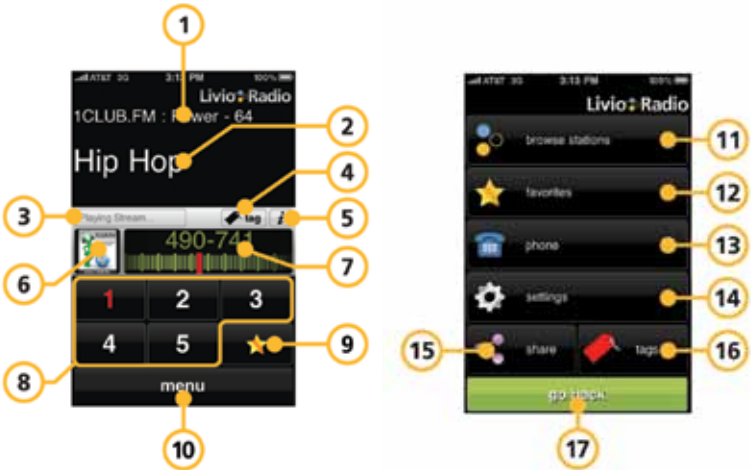 1
AT&T 3G 3:13 PM 100%
Livio Radio
1CLUB.FM : Power - 64
2
Hip Hop
3
4
Playing Stream...
tag
i
5
6
490-741
7
1 2 3
4 5
8
9
menu
10
AT&T 3G 3:13 PM 100%
Livio Radio
browse stations
11
favorites
12
phone
13
settings
14
15
share
tags
16
go back
17